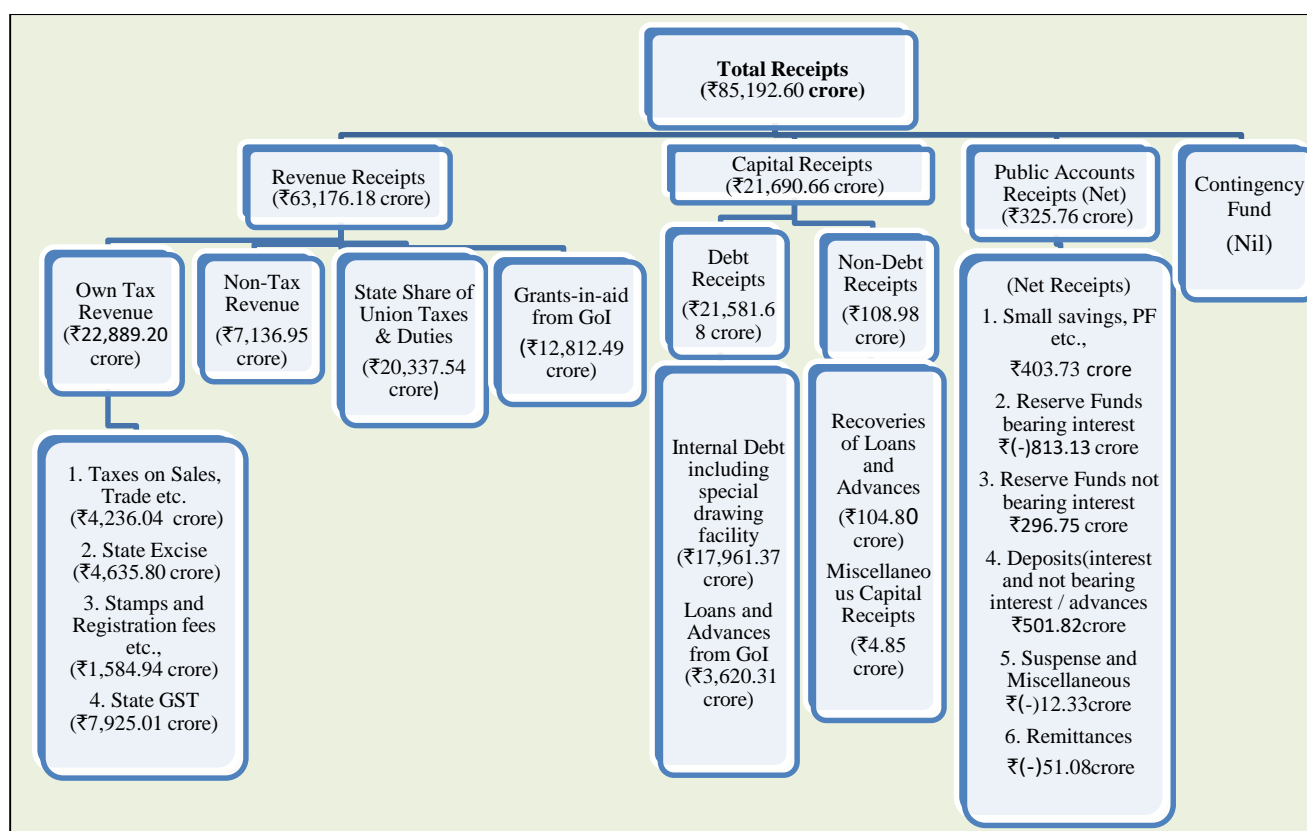 Total Receipts
(₹85,192.60 crore)
Revenue Receipts
(₹63,176.18 crore)
Own Tax
Revenue
(₹22,889.20
crore)
1. Taxes on Sales,
Trade etc.
(₹4,236.04 crore)
2. State Excise
(₹4,635.80 crore)
3. Stamps and
Registration fees
etc.,
(₹1,584.94 crore)
4. State GST
(₹7,925.01 crore)
Non-Tax
Revenue
(₹7,136.95
crore)
State Share of
Union Taxes
& Duties
(₹20,337.54
crore)
Grants-in-aid
from GoI
(₹12,812.49
crore)
Capital Receipts
(₹21,690.66 crore)
Debt
Receipts
(₹21,581.6
8 crore)
Internal Debt
including
special
drawing
facility
(₹17,961.37
crore)
Loans and
Advances
from GoI
(₹3,620.31
crore)
Non-Debt
Receipts
(₹108.98
crore)
Recoveries
of Loans
and
Advances
(₹104.80
crore)
Miscellaneo
us Capital
Receipts
(₹4.85
crore)
Public Accounts
Receipts (Net)
(₹325.76 crore)
(Net Receipts)
1. Small savings, PF
etc.,
₹403.73 crore
2. Reserve Funds
bearing interest
₹(-)813.13 crore
3. Reserve Funds not
bearing interest
₹296.75 crore
4. Deposits(interest
and not bearing
interest / advances
₹501.82crore
5. Suspense and
Miscellaneous
₹(-)12.33crore
6. Remittances
₹(-)51.08crore
Contingency
Fund
(Nil)